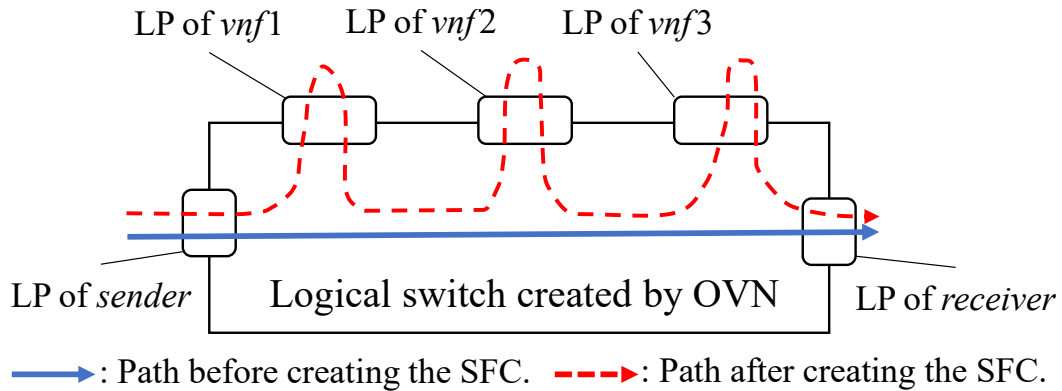 LP of vnf1
LP of vnf2
LP of vnf3
LP of sender
Logical switch created by OVN
LP of receiver
: Path before creating the SFC.
: Path after creating the SFC.